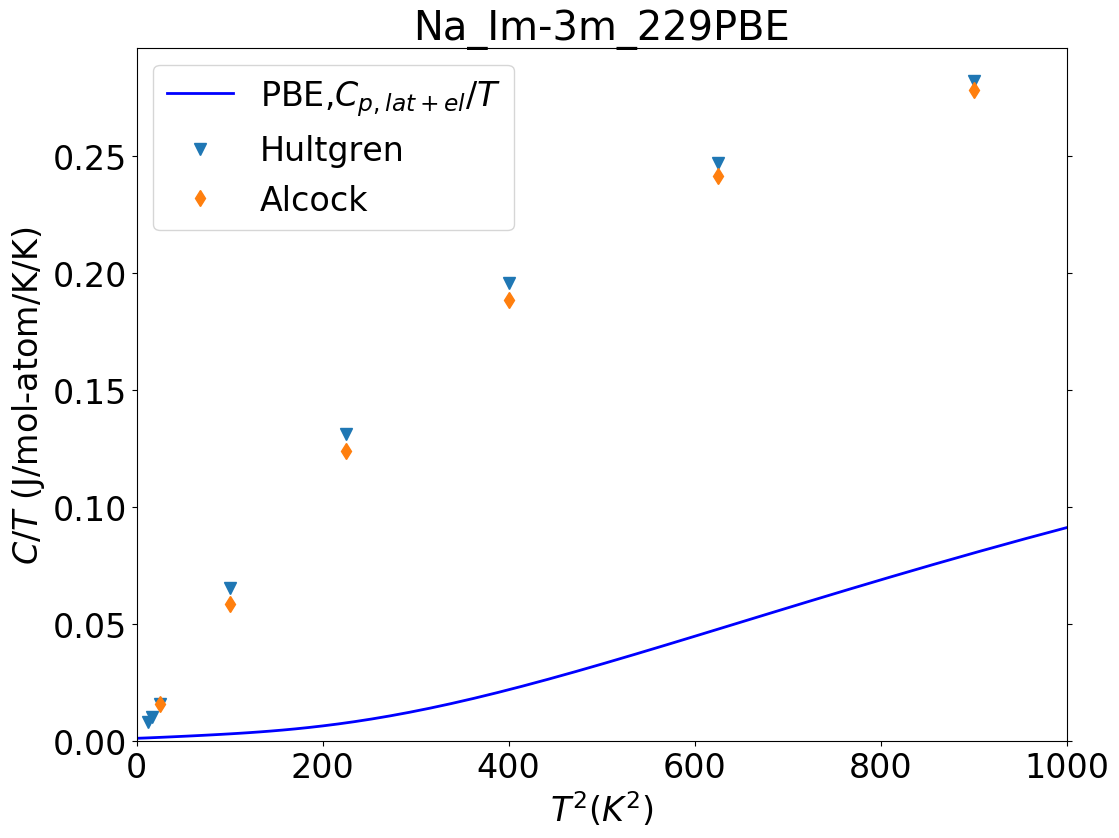 Na_Im-3m_229PBE
PBE,$C_{p,lat+el}/T$
Hultgren
Alcock
C/T (J/mol-atom/K/K)
0.25
0.20
0.15
0.10
0.05
0.00
0 200 400 600 800 1000
$T^2(K^2)$